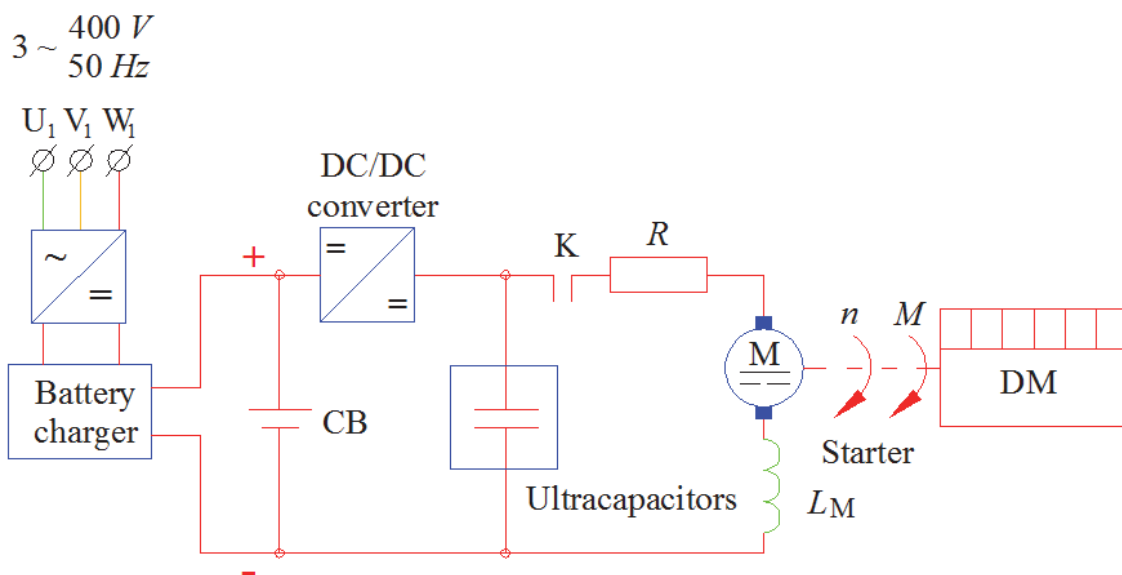 3 ~ 400 V
50 Hz
U1 V1 W1
DC/DC
converter
K
R
+
~
=
=
=
n
M
M
DM
Battery
charger
CB
Starter
Ultracapacitors
LM
-